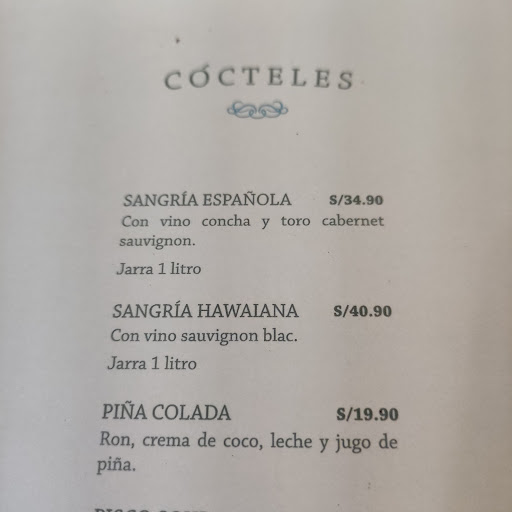 CÓCTELES
SANGRÍA ESPAÑOLA S/34.90
Con vino concha y toro cabernet
sauvignon.
Jarra 1 litro
SANGRÍA HAWAIANA S/40.90
Con vino sauvignon blac.
Jarra 1 litro
PIÑA COLADA S/19.90
Ron, crema de coco, leche y jugo de
piña.